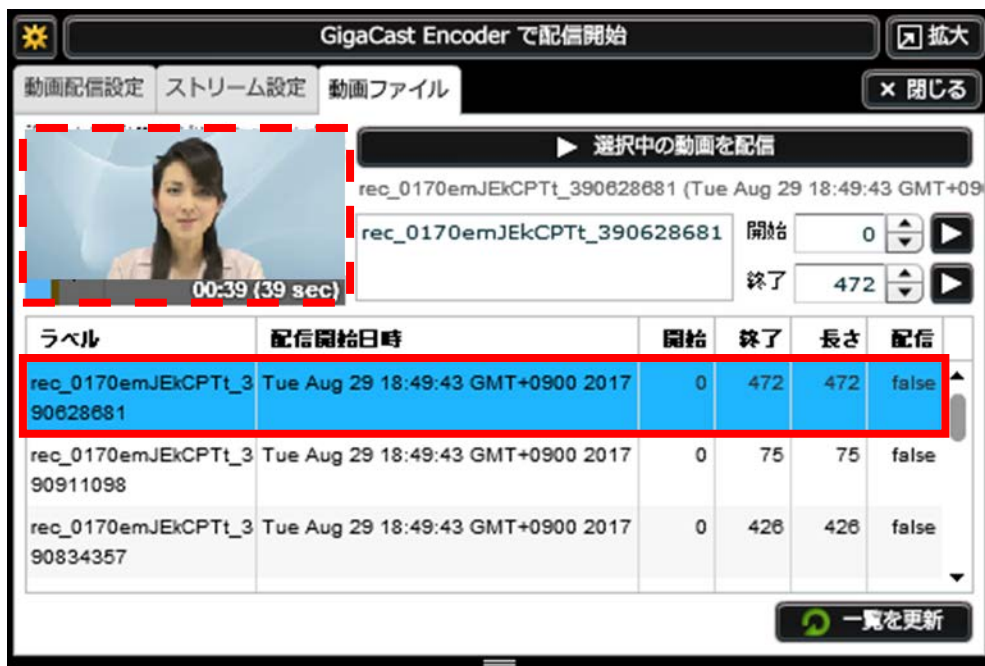 GigaCast Encoder で配信開始
拡大
動画配信設定 ストリーム設定 動画ファイル
× 閉じる
▶ 選択中の動画を配信
rec_0170emJEkCPTt_390628681 (Tue Aug 29 18:49:43 GMT+09
rec_0170emJEkCPTt_390628681
開始 0
終了 472
00:39 (39 sec)
ラベル 配信開始日時 開始 終了 長さ 配信
rec_0170emJEkCPTt_3 Tue Aug 29 18:49:43 GMT+0900 2017 0 472 472 false
90628681
rec_0170emJEkCPTt_3 Tue Aug 29 18:49:43 GMT+0900 2017 0 75 75 false
90911098
rec_0170emJEkCPTt_3 Tue Aug 29 18:49:43 GMT+0900 2017 0 426 426 false
90834357
一覧を更新